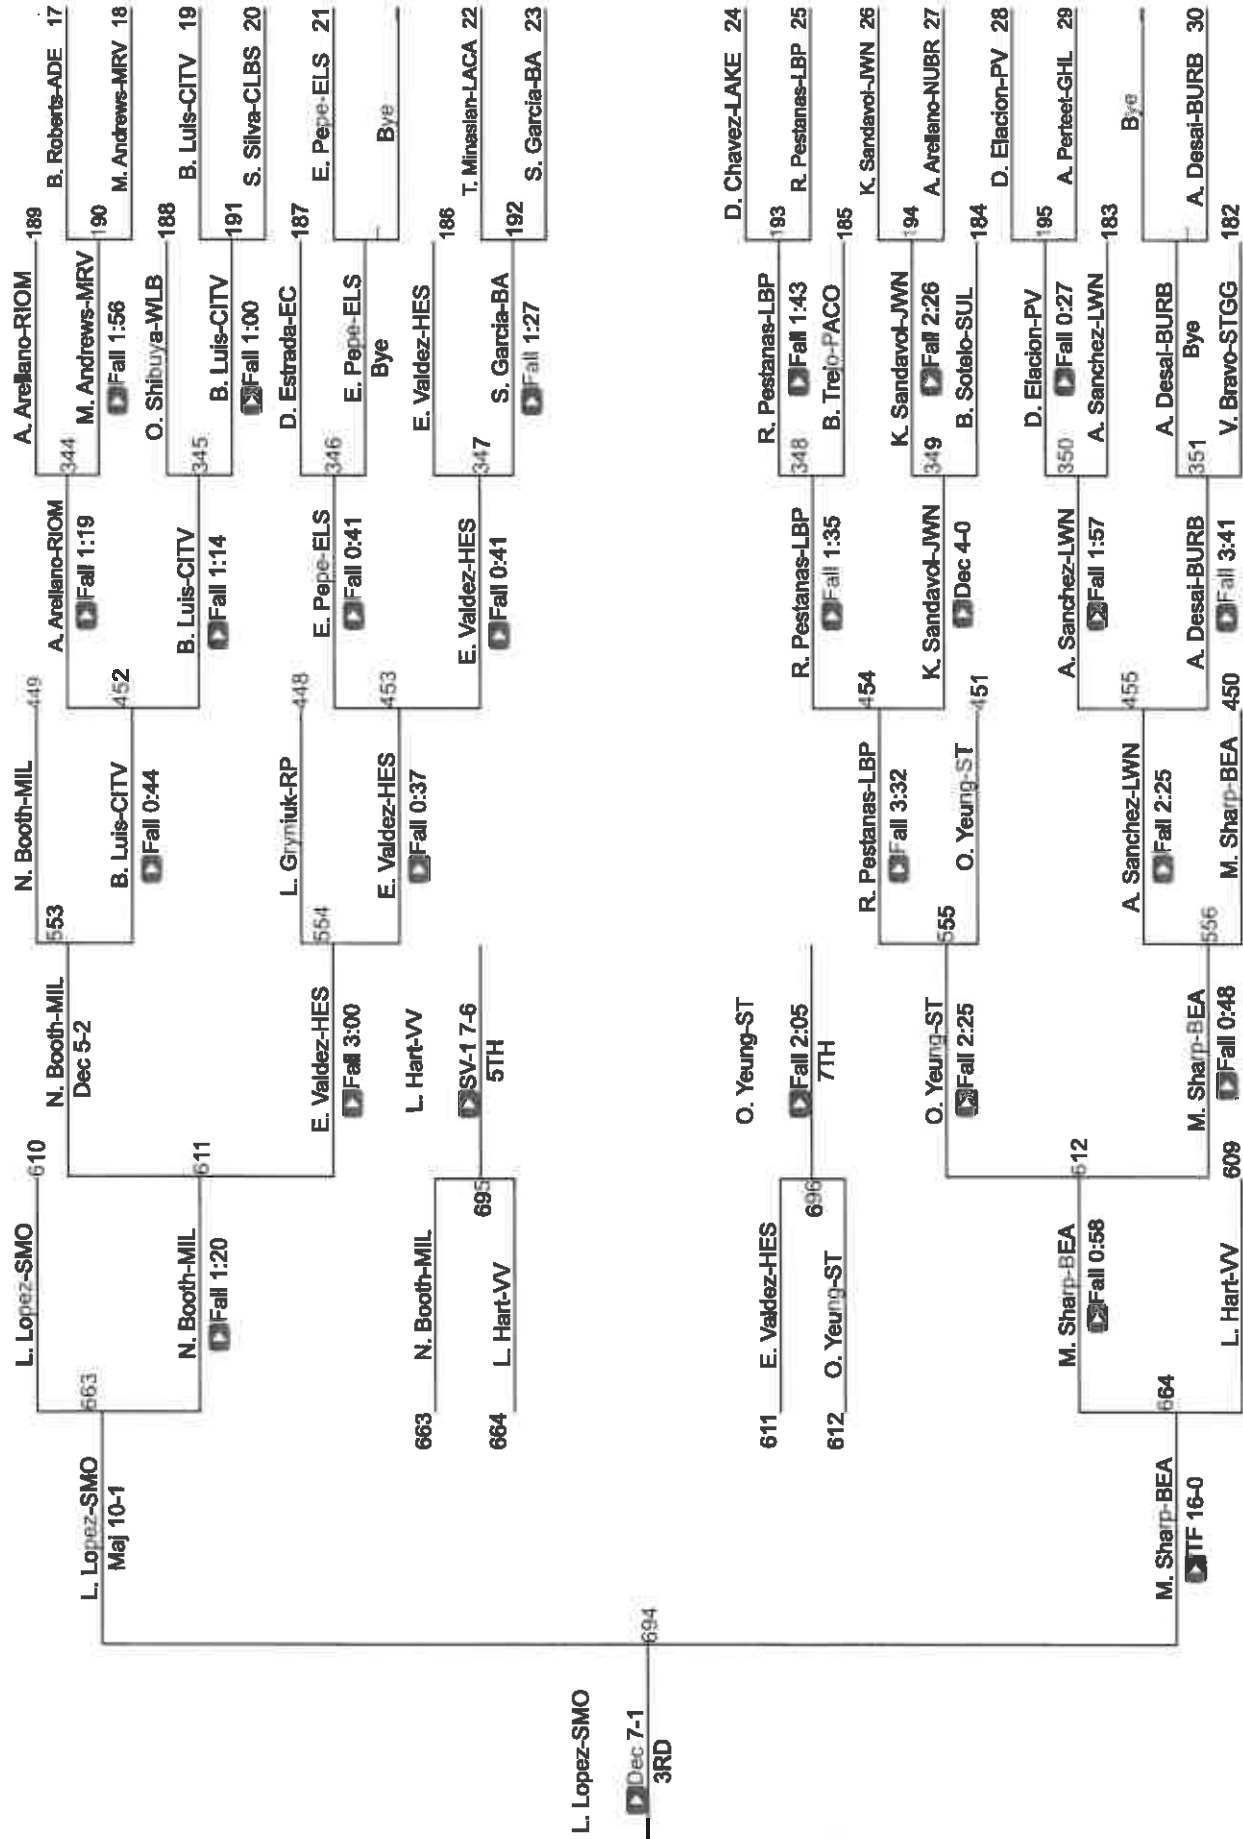 B. Roberts-ADE 17
M. Andrews-MRV 18
B. Luis-CITV 19
S. Silva-CLBS 20
E. Pepe-ELS 21
Bye
T. Minasian-LACA 22
S. Garcia-BA 23
D. Chavez-LAKE 24
R. Pestanas-LBP 25
K. Sandavol-JWN 26
A. Arellano-NUBR 27
D. Elacion-PV 28
A. Perteet-GHL 29
Bye
A. Desai-BURB 30
A. Arellano-RIOM 189
190
M. Andrews-MRV
Fall 1:56
O. Shibuya-WLB 188
191
B. Luis-CITV
Fall 1:00
D. Estrada-EC 187
E. Pepe-ELS
Bye
E. Valdez-HES 186
192
S. Garcia-BA
Fall 1:27
193
R. Pestanas-LBP
Fall 1:43
B. Trejo-PACO 185
194
K. Sandavol-JWN
Fall 2:26
B. Sotelo-SUL 184
195
D. Elacion-PV
Fall 0:27
A. Sanchez-LWN 183
A. Desai-BURB
Bye
V. Bravo-STGG 182
344
A. Arellano-RIOM
Fall 1:19
345
B. Luis-CITV
Fall 1:14
346
E. Pepe-ELS
Fall 0:41
347
E. Valdez-HES
Fall 0:41
348
R. Pestanas-LBP
Fall 1:35
349
K. Sandavol-JWN
Dec 4-0
350
A. Sanchez-LWN
Fall 1:57
351
A. Desai-BURB
Fall 3:41
N. Booth-MIL 449
452
B. Luis-CITV
Fall 0:44
L. Gryniuk-RP 448
453
E. Valdez-HES
Fall 0:37
454
R. Pestanas-LBP
Fall 3:32
O. Yeung-ST 451
455
A. Sanchez-LWN
Fall 2:25
M. Sharp-BEA 450
553
N. Booth-MIL
Dec 5-2
554
E. Valdez-HES
Fall 3:00
L. Hart-VV
SV-1 7-6
5TH
O. Yeung-ST
Fall 2:05
7TH
555
O. Yeung-ST
Fall 2:25
556
M. Sharp-BEA
Fall 0:48
L. Lopez-SMO 610
611
N. Booth-MIL
Fall 1:20
663 N. Booth-MIL
695
664 L. Hart-VV
611 E. Valdez-HES
696
612 O. Yeung-ST
612
M. Sharp-BEA
Fall 0:58
L. Hart-VV 609
663
L. Lopez-SMO
Maj 10-1
664
M. Sharp-BEA
TF 16-0
694
L. Lopez-SMO
Dec 7-1
3RD